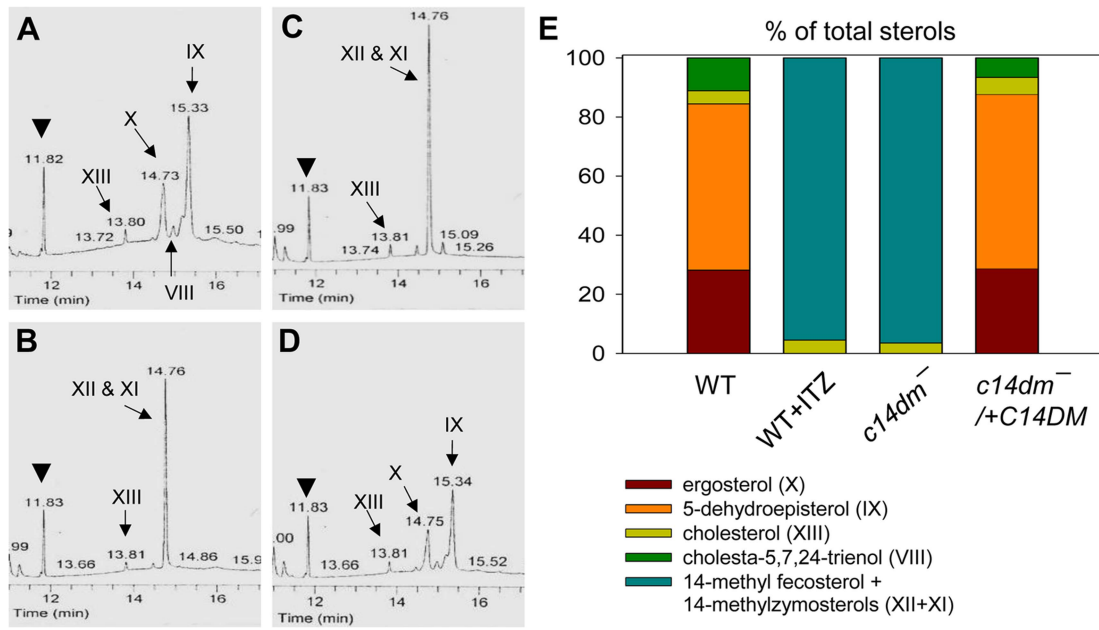 A
IX
15.33
X
14.73
11.82
XIII
13.80
13.72
15.50
12
14
16
Time (min)
VIII
B
14.76
XII & XI
11.83
XIII
.99
13.81
14.86
13.66
15.9
12
14
16
Time (min)
C
14.76
XII & XI
11.83
XIII
.99
13.81
15.09
13.74
15.26
12
14
16
Time (min)
D
IX
15.34
X
11.83
XIII
14.75
.00
13.81
13.66
15.52
12
14
16
Time (min)
E
% of total sterols
100
80
60
40
20
0
WT
WT+ITZ
c14dm⁻
c14dm⁻
/+C14DM
ergosterol (X)
5-dehydroepisterol (IX)
cholesterol (XIII)
cholesta-5,7,24-trienol (VIII)
14-methyl fecosterol +
14-methylzymosterols (XII+XI)